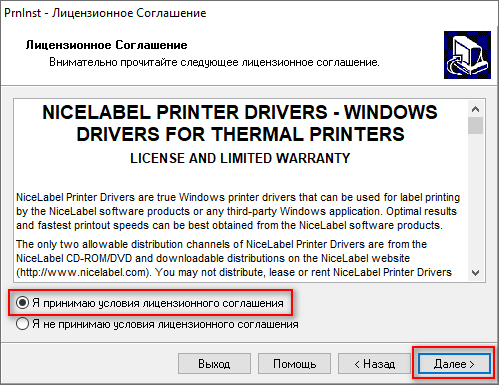 PrnInst - Лицензионное Соглашение
Лицензионное Соглашение
Внимательно прочитайте следующее лицензионное соглашение.
NICELABEL PRINTER DRIVERS - WINDOWS
DRIVERS FOR THERMAL PRINTERS
LICENSE AND LIMITED WARRANTY
NiceLabel Printer Drivers are true Windows printer drivers that can be used for label printing
by the NiceLabel software products or any third-party Windows application. Optimal results
and fastest printout speeds can be best obtained from the NiceLabel Software Products.
The only two allowable distribution channels of NiceLabel Printer Drivers are from the
NiceLabel CD-ROM/DVD and downloadable distributions on the NiceLabel website
(http://www.nicelabel.com). You may not distribute, lease or rent NiceLabel Printer Drivers
Я принимаю условия лицензионного соглашения
Я не принимаю условия лицензионного соглашения
Выход Помощь < Назад Далее >